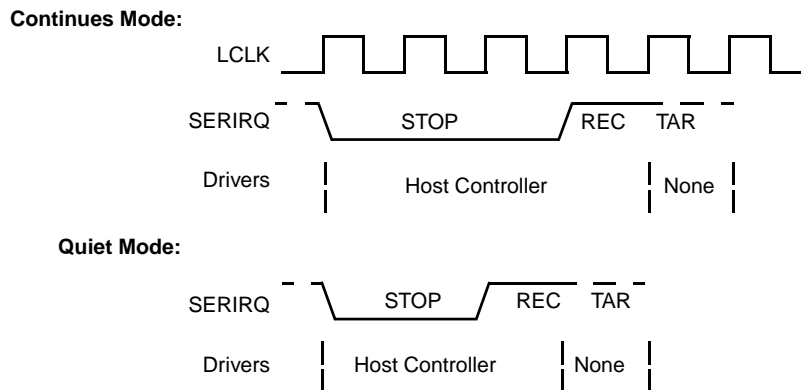 Continues Mode:
LCLK
SERIRQ STOP REC TAR
Drivers Host Controller None
Quiet Mode:
SERIRQ STOP REC TAR
Drivers Host Controller None